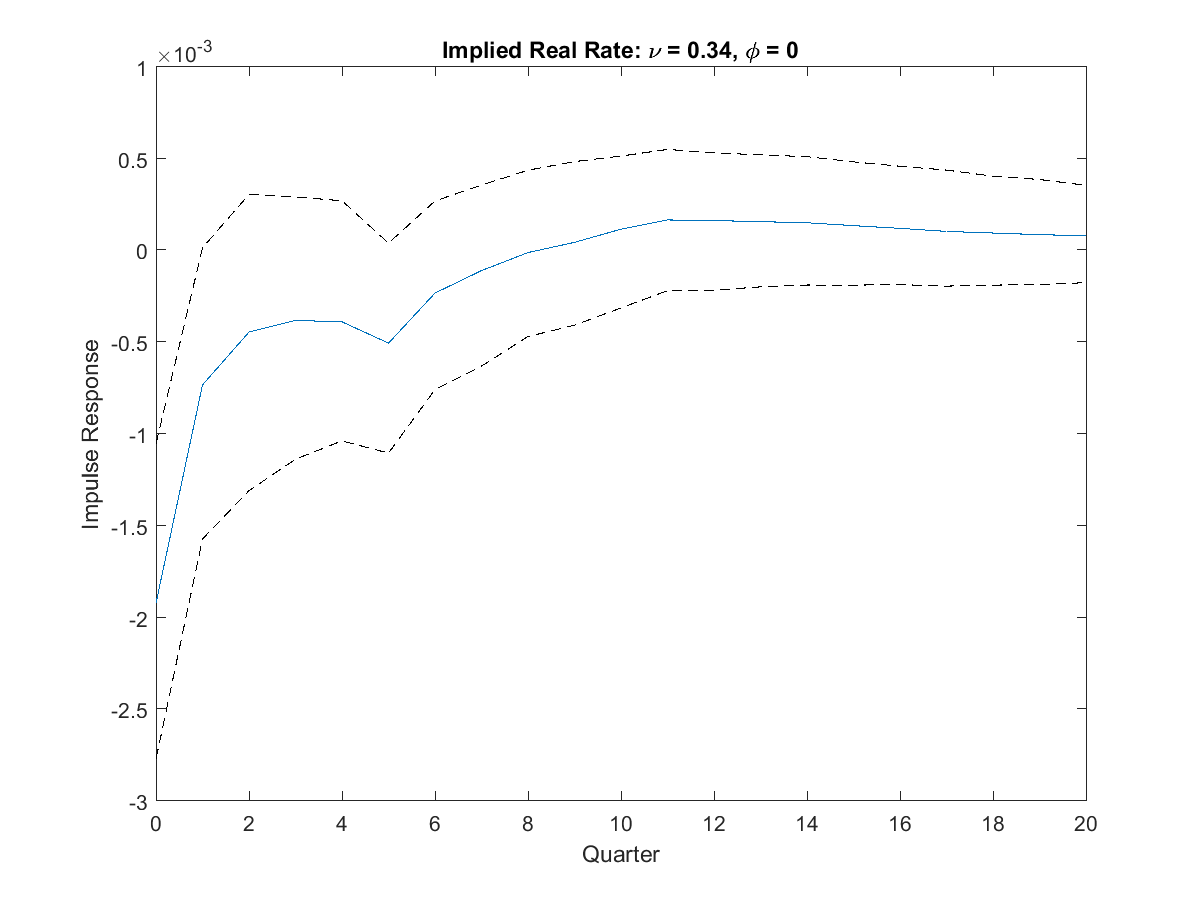 Implied Real Rate: ν = 0.34, ϕ = 0
×10⁻³
1
0.5
0
-0.5
-1
-1.5
-2
-2.5
-3
Impulse Response
0 2 4 6 8 10 12 14 16 18 20
Quarter